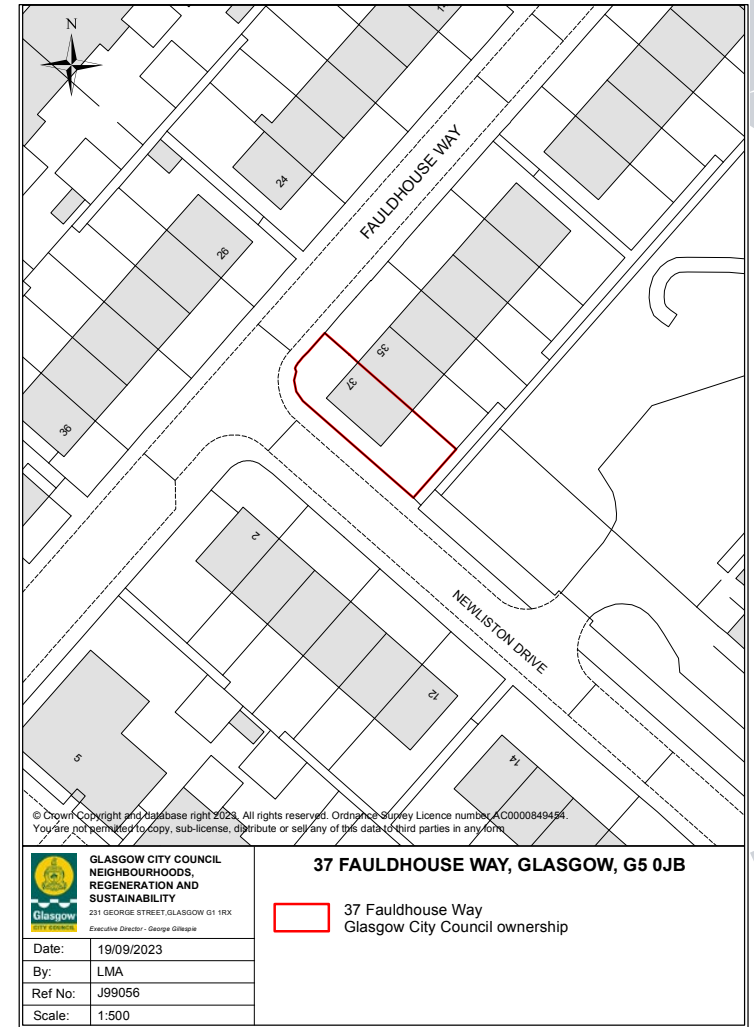 N
24
FAULDHOUSE WAY
26
35
37
36
2
NEWLISTON DRIVE
12
14
5
© Crown Copyright and database right 2023. All rights reserved. Ordnance Survey Licence number AC0000849454.
You are not permitted to copy, sub-license, distribute or sell any of this data to third parties in any form
GLASGOW CITY COUNCIL
NEIGHBOURHOODS,
REGENERATION AND
SUSTAINABILITY
231 GEORGE STREET,GLASGOW G1 1RX
Executive Director - George Gillespie
Glasgow
CITY COUNCIL
37 FAULDHOUSE WAY, GLASGOW, G5 0JB
37 Fauldhouse Way
Glasgow City Council ownership
Date: 19/09/2023
By: LMA
Ref No: J99056
Scale: 1:500